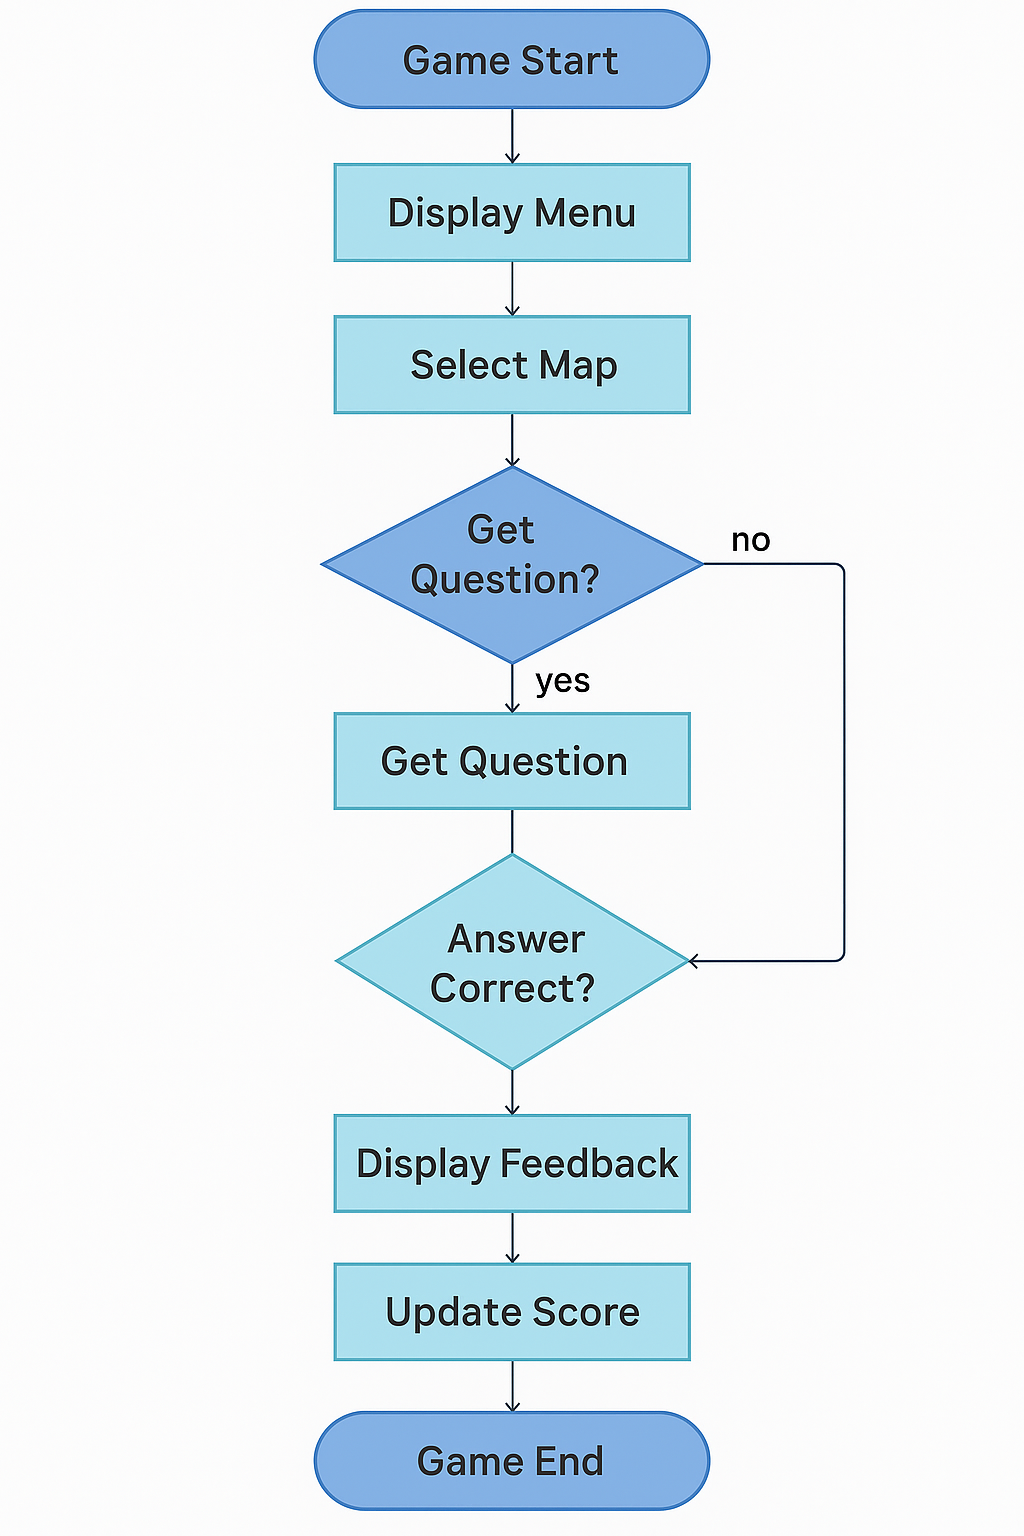 Game Start
Display Menu
Select Map
Get
Question?
no
yes
Get Question
Answer
Correct?
Display Feedback
Update Score
Game End